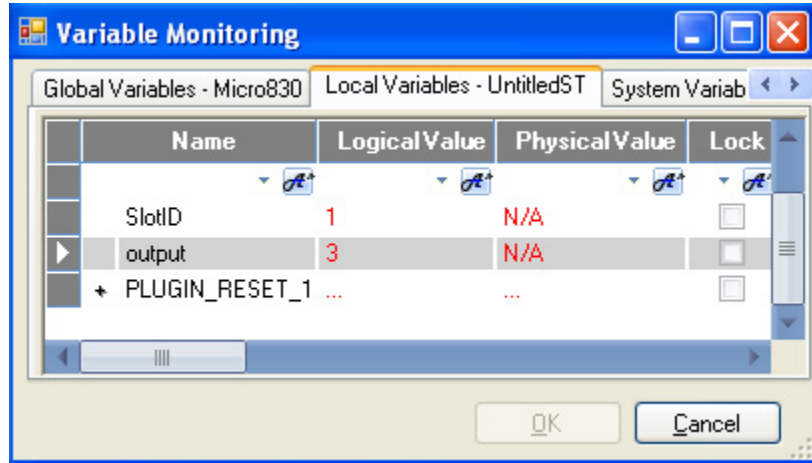 Variable Monitoring
Global Variables - Micro830 Local Variables - UntitledST System Variab
Name Logical Value Physical Value Lock
SlotID 1 N/A
output 3 N/A
+ PLUGIN_RESET_1 ... ...
OK Cancel